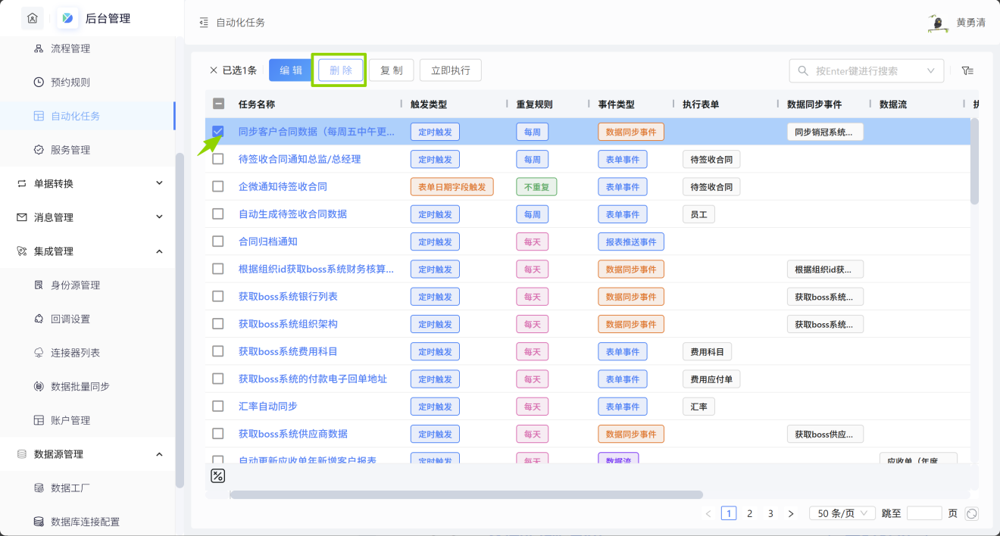 后台管理
自动化任务
黄勇清
流程管理
预约规则
自动化任务
服务管理
单据转换
消息管理
集成管理
身份源管理
回调设置
连接器列表
数据批量同步
账户管理
数据源管理
数据工厂
数据库连接配置
已选1条 编 辑 删 除 复 制 立即执行 按Enter键进行搜索
任务名称 触发类型 重复规则 事件类型 执行表单 数据同步事件 数据流
同步客户合同数据（每周五中午更... 定时触发 每周 数据同步事件 同步销冠系统...
待签收合同通知总监/总经理 定时触发 每周 表单事件 待签收合同
企微通知待签收合同 表单日期字段触发 不重复 表单事件 待签收合同
自动生成待签收合同数据 定时触发 每周 表单事件 员工
合同归档通知 定时触发 每天 报表推送事件
根据组织id获取boss系统财务核算... 定时触发 每天 数据同步事件 根据组织id获...
获取boss系统银行列表 定时触发 每天 数据同步事件 获取boss系统...
获取boss系统组织架构 定时触发 每天 数据同步事件 获取boss系统...
获取boss系统费用科目 定时触发 每天 表单事件 费用科目
获取boss系统的付款电子回单地址 定时触发 每天 表单事件 费用应付单
汇率自动同步 定时触发 每天 表单事件 汇率
获取boss系统供应商数据 定时触发 每天 数据同步事件 获取boss供应...
自动更新应收单年新增客户报表 定时触发 每天 数据流 应收单（年度
1 2 3 50 条/页 跳至 页